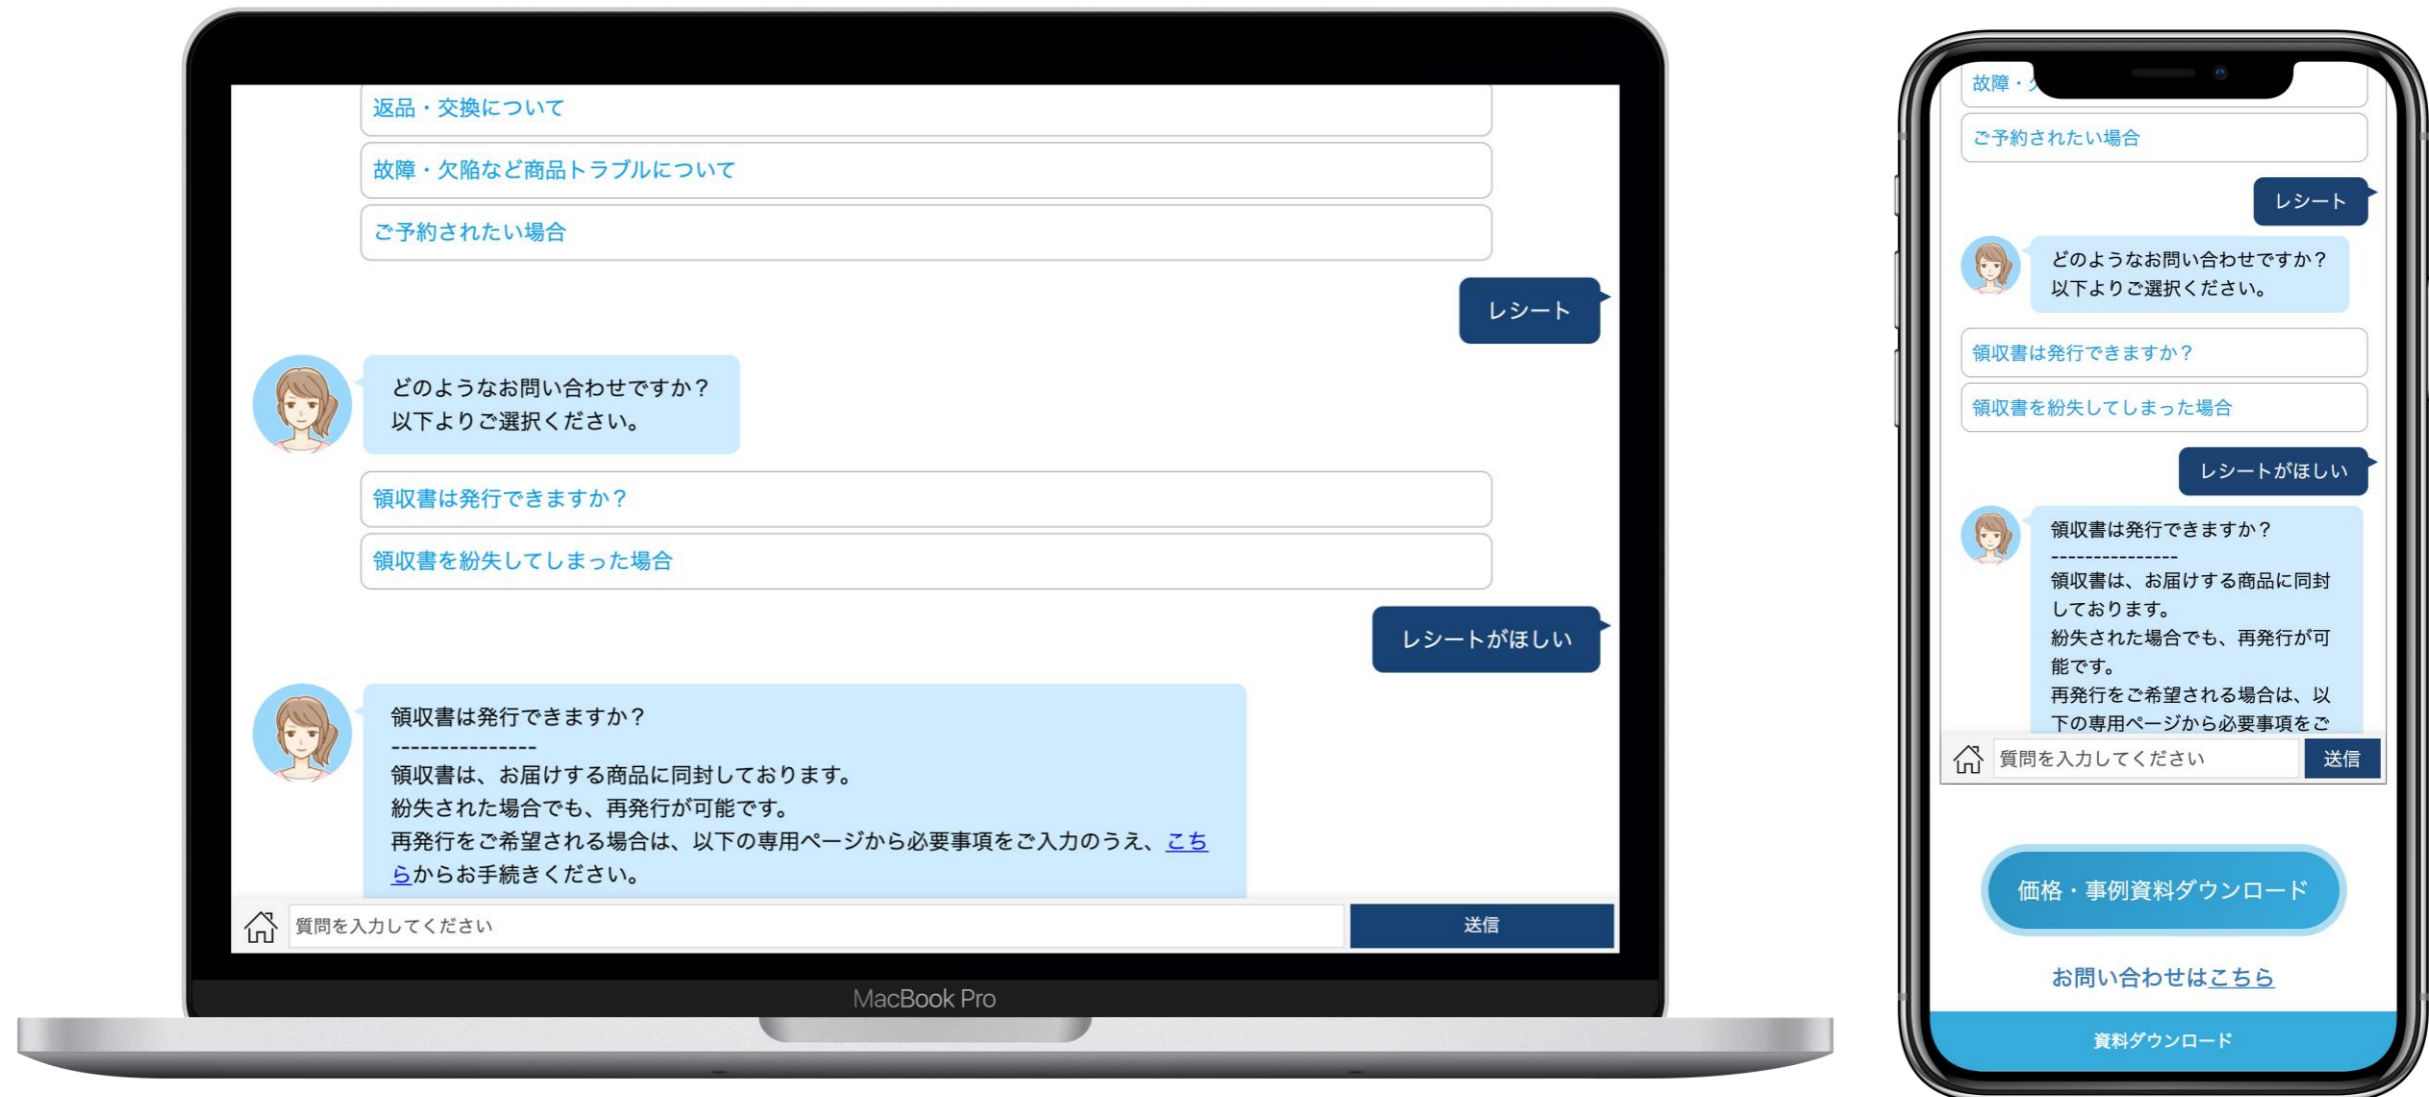 返品・交換について
故障・欠陥など商品トラブルについて
ご予約されたい場合
レシート
どのようなお問い合わせですか？
以下よりご選択ください。
領収書は発行できますか？
領収書を紛失してしまった場合
レシートがほしい
領収書は発行できますか？
---------------
領収書は、お届けする商品に同封しております。
紛失された場合でも、再発行が可能です。
再発行をご希望される場合は、以下の専用ページから必要事項をご入力のうえ、こち
らからお手続きください。
質問を入力してください
送信
MacBook Pro
故障・
ご予約されたい場合
レシート
どのようなお問い合わせですか？
以下よりご選択ください。
領収書は発行できますか？
領収書を紛失してしまった場合
レシートがほしい
領収書は発行できますか？
---------------
領収書は、お届けする商品に同封
しております。
紛失された場合でも、再発行が可
能です。
再発行をご希望される場合は、以
下の専用ページから必要事項をご
質問を入力してください
送信
価格・事例資料ダウンロード
お問い合わせはこちら
資料ダウンロード